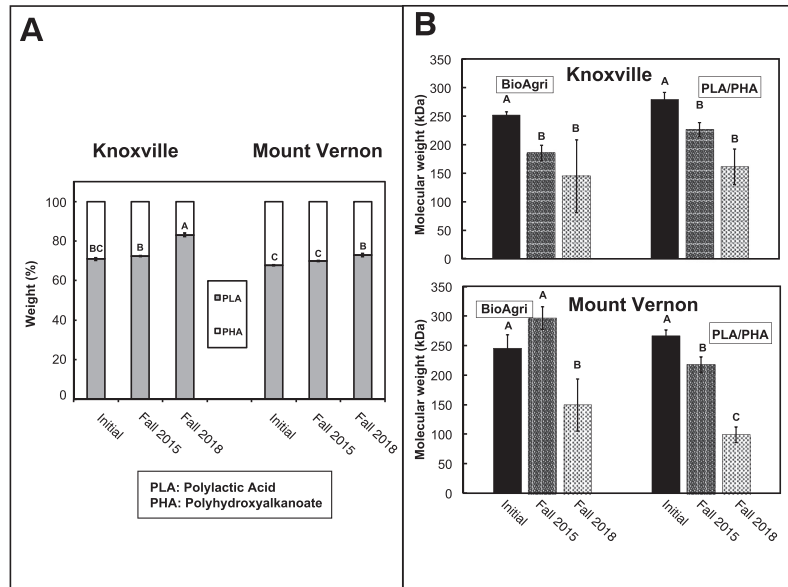 A
Knoxville
Mount Vernon
Weight (%)
100
80
60
40
20
0
BC
B
A
C
C
B
PLA
PHA
Initial
Fall 2015
Fall 2018
Initial
Fall 2015
Fall 2018
PLA: Polylactic Acid
PHA: Polyhydroxyalkanoate
B
Knoxville
BioAgri
PLA/PHA
Molecular weight (kDa)
350
300
250
200
150
100
50
0
A
B
B
A
B
B
Mount Vernon
BioAgri
PLA/PHA
Molecular weight (kDa)
350
300
250
200
150
100
50
0
A
A
B
A
B
C
Initial
Fall 2015
Fall 2018
Initial
Fall 2015
Fall 2018